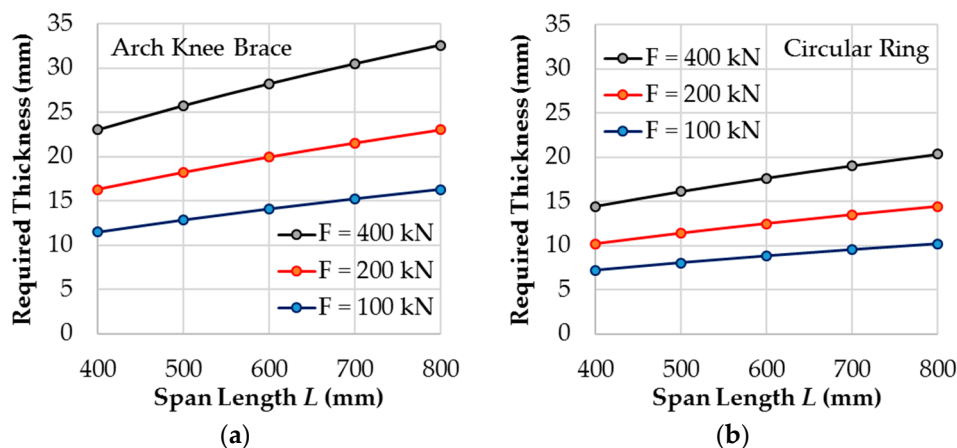 Required Thickness (mm)
35
30
25
20
15
10
5
0
Arch Knee Brace
F = 400 kN
F = 200 kN
F = 100 kN
400 500 600 700 800
Span Length L (mm)
(a)
Required Thickness (mm)
35
30
25
20
15
10
5
0
Circular Ring
F = 400 kN
F = 200 kN
F = 100 kN
400 500 600 700 800
Span Length L (mm)
(b)